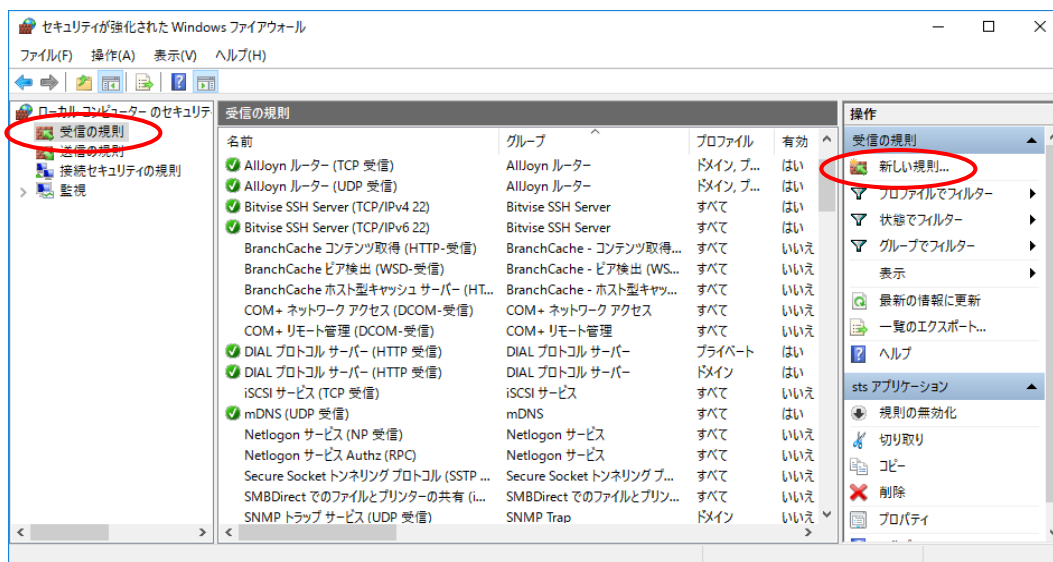 セキュリティが強化された Windows ファイアウォール
ファイル(F) 操作(A) 表示(V) ヘルプ(H)
ローカル コンピューター のセキュリテ
受信の規則
送信の規則
接続セキュリティの規則
監視
受信の規則
名前 グループ プロファイル 有効
AllJoyn ルーター (TCP 受信) AllJoyn ルーター ドメイン, プ... はい
AllJoyn ルーター (UDP 受信) AllJoyn ルーター ドメイン, プ... はい
Bitvise SSH Server (TCP/IPv4 22) Bitvise SSH Server すべて はい
Bitvise SSH Server (TCP/IPv6 22) Bitvise SSH Server すべて はい
BranchCache コンテンツ取得 (HTTP-受信) BranchCache - コンテンツ取得... すべて いいえ
BranchCache ピア検出 (WSD-受信) BranchCache - ピア検出 (WS... すべて いいえ
BranchCache ホスト型キャッシュ サーバー (HT... BranchCache - ホスト型キャッ... すべて いいえ
COM+ ネットワーク アクセス (DCOM-受信) COM+ ネットワーク アクセス すべて いいえ
COM+ リモート管理 (DCOM-受信) COM+ リモート管理 すべて いいえ
DIAL プロトコル サーバー (HTTP 受信) DIAL プロトコル サーバー プライベート はい
DIAL プロトコル サーバー (HTTP 受信) DIAL プロトコル サーバー ドメイン はい
iSCSI サービス (TCP 受信) iSCSI サービス すべて いいえ
mDNS (UDP 受信) mDNS すべて はい
Netlogon サービス (NP 受信) Netlogon サービス すべて いいえ
Netlogon サービス Authz (RPC) Netlogon サービス すべて いいえ
Secure Socket トンネリング プロトコル (SSTP ... Secure Socket トンネリング プ... すべて いいえ
SMBDirect でのファイルとプリンターの共有 (i... SMBDirect でのファイルとプリン... すべて いいえ
SNMP トラップ サービス (UDP 受信) SNMP Trap ドメイン いいえ
操作
受信の規則
新しい規則...
プロファイルでフィルター
状態でフィルター
グループでフィルター
表示
最新の情報に更新
一覧のエクスポート...
ヘルプ
sts アプリケーション
規則の無効化
切り取り
コピー
削除
プロパティ